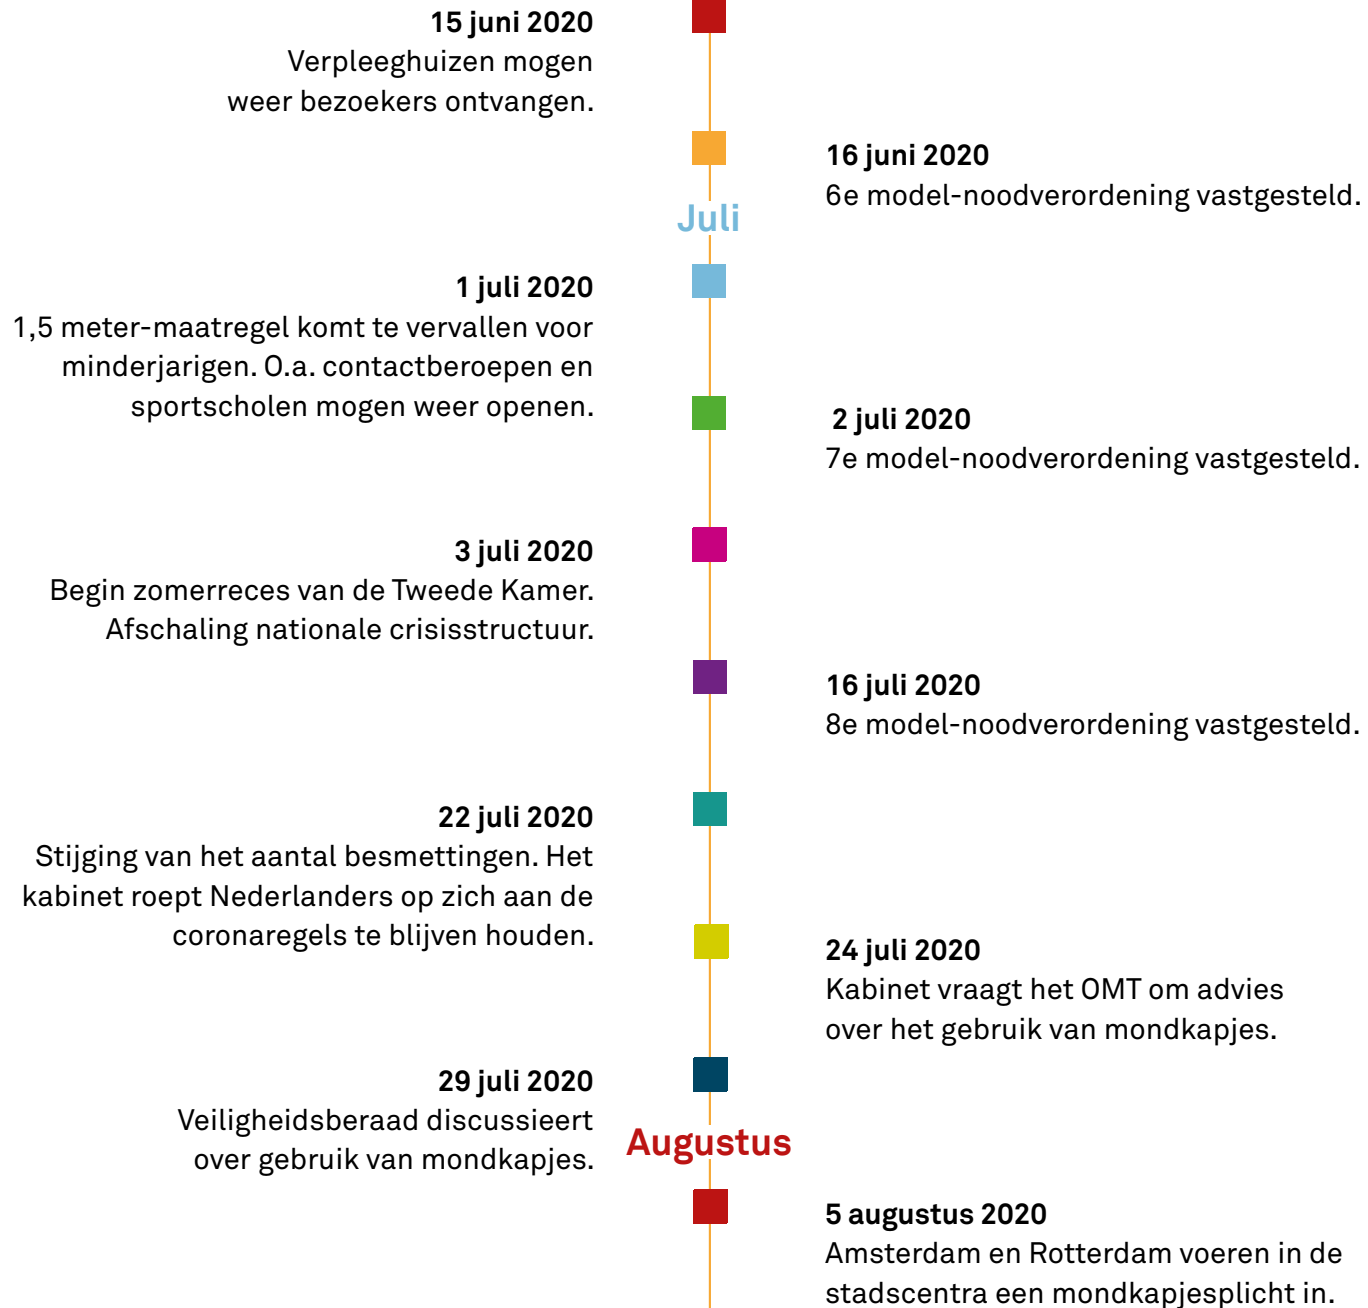 15 juni 2020
Verpleeghuizen mogen
weer bezoekers ontvangen.
16 juni 2020
6e model-noodverordening vastgesteld.
Juli
1 juli 2020
1,5 meter-maatregel komt te vervallen voor
minderjarigen. O.a. contactberoepen en
sportscholen mogen weer openen.
2 juli 2020
7e model-noodverordening vastgesteld.
3 juli 2020
Begin zomerreces van de Tweede Kamer.
Afschaling nationale crisisstructuur.
16 juli 2020
8e model-noodverordening vastgesteld.
22 juli 2020
Stijging van het aantal besmettingen. Het
kabinet roept Nederlanders op zich aan de
coronaregels te blijven houden.
24 juli 2020
Kabinet vraagt het OMT om advies
over het gebruik van mondkapjes.
29 juli 2020
Veiligheidsberaad discussieert
over gebruik van mondkapjes.
Augustus
5 augustus 2020
Amsterdam en Rotterdam voeren in de
stadscentra een mondkapjesplicht in.